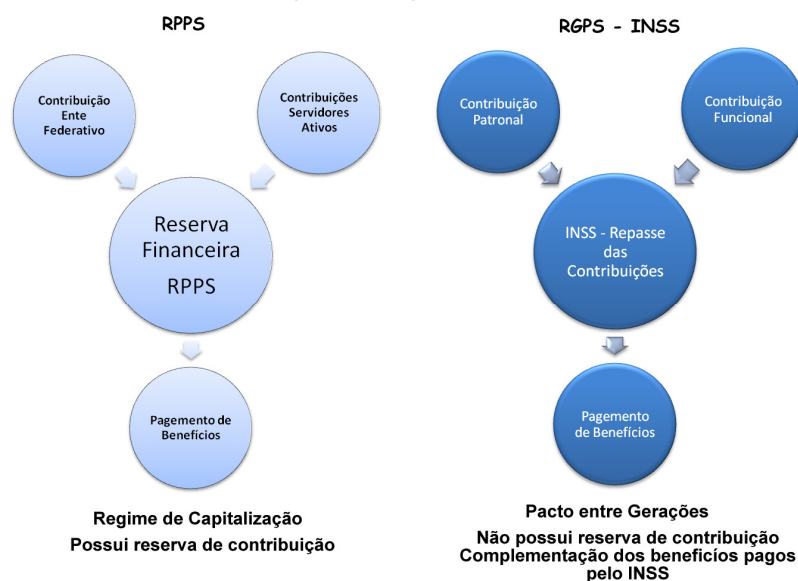 RPPS
Contribuição
Ente
Federativo
Contribuições
Servidores
Ativos
Reserva
Financeira
RPPS
Pagemento de
Benefícios
Regime de Capitalização
Possui reserva de contribuição
RGPS - INSS
Contribuição
Patronal
Contribuição
Funcional
INSS - Repasse
das
Contribuições
Pagemento
de Benefícios
Pacto entre Gerações
Não possui reserva de contribuição
Complementação dos beneficíos pagos
pelo INSS